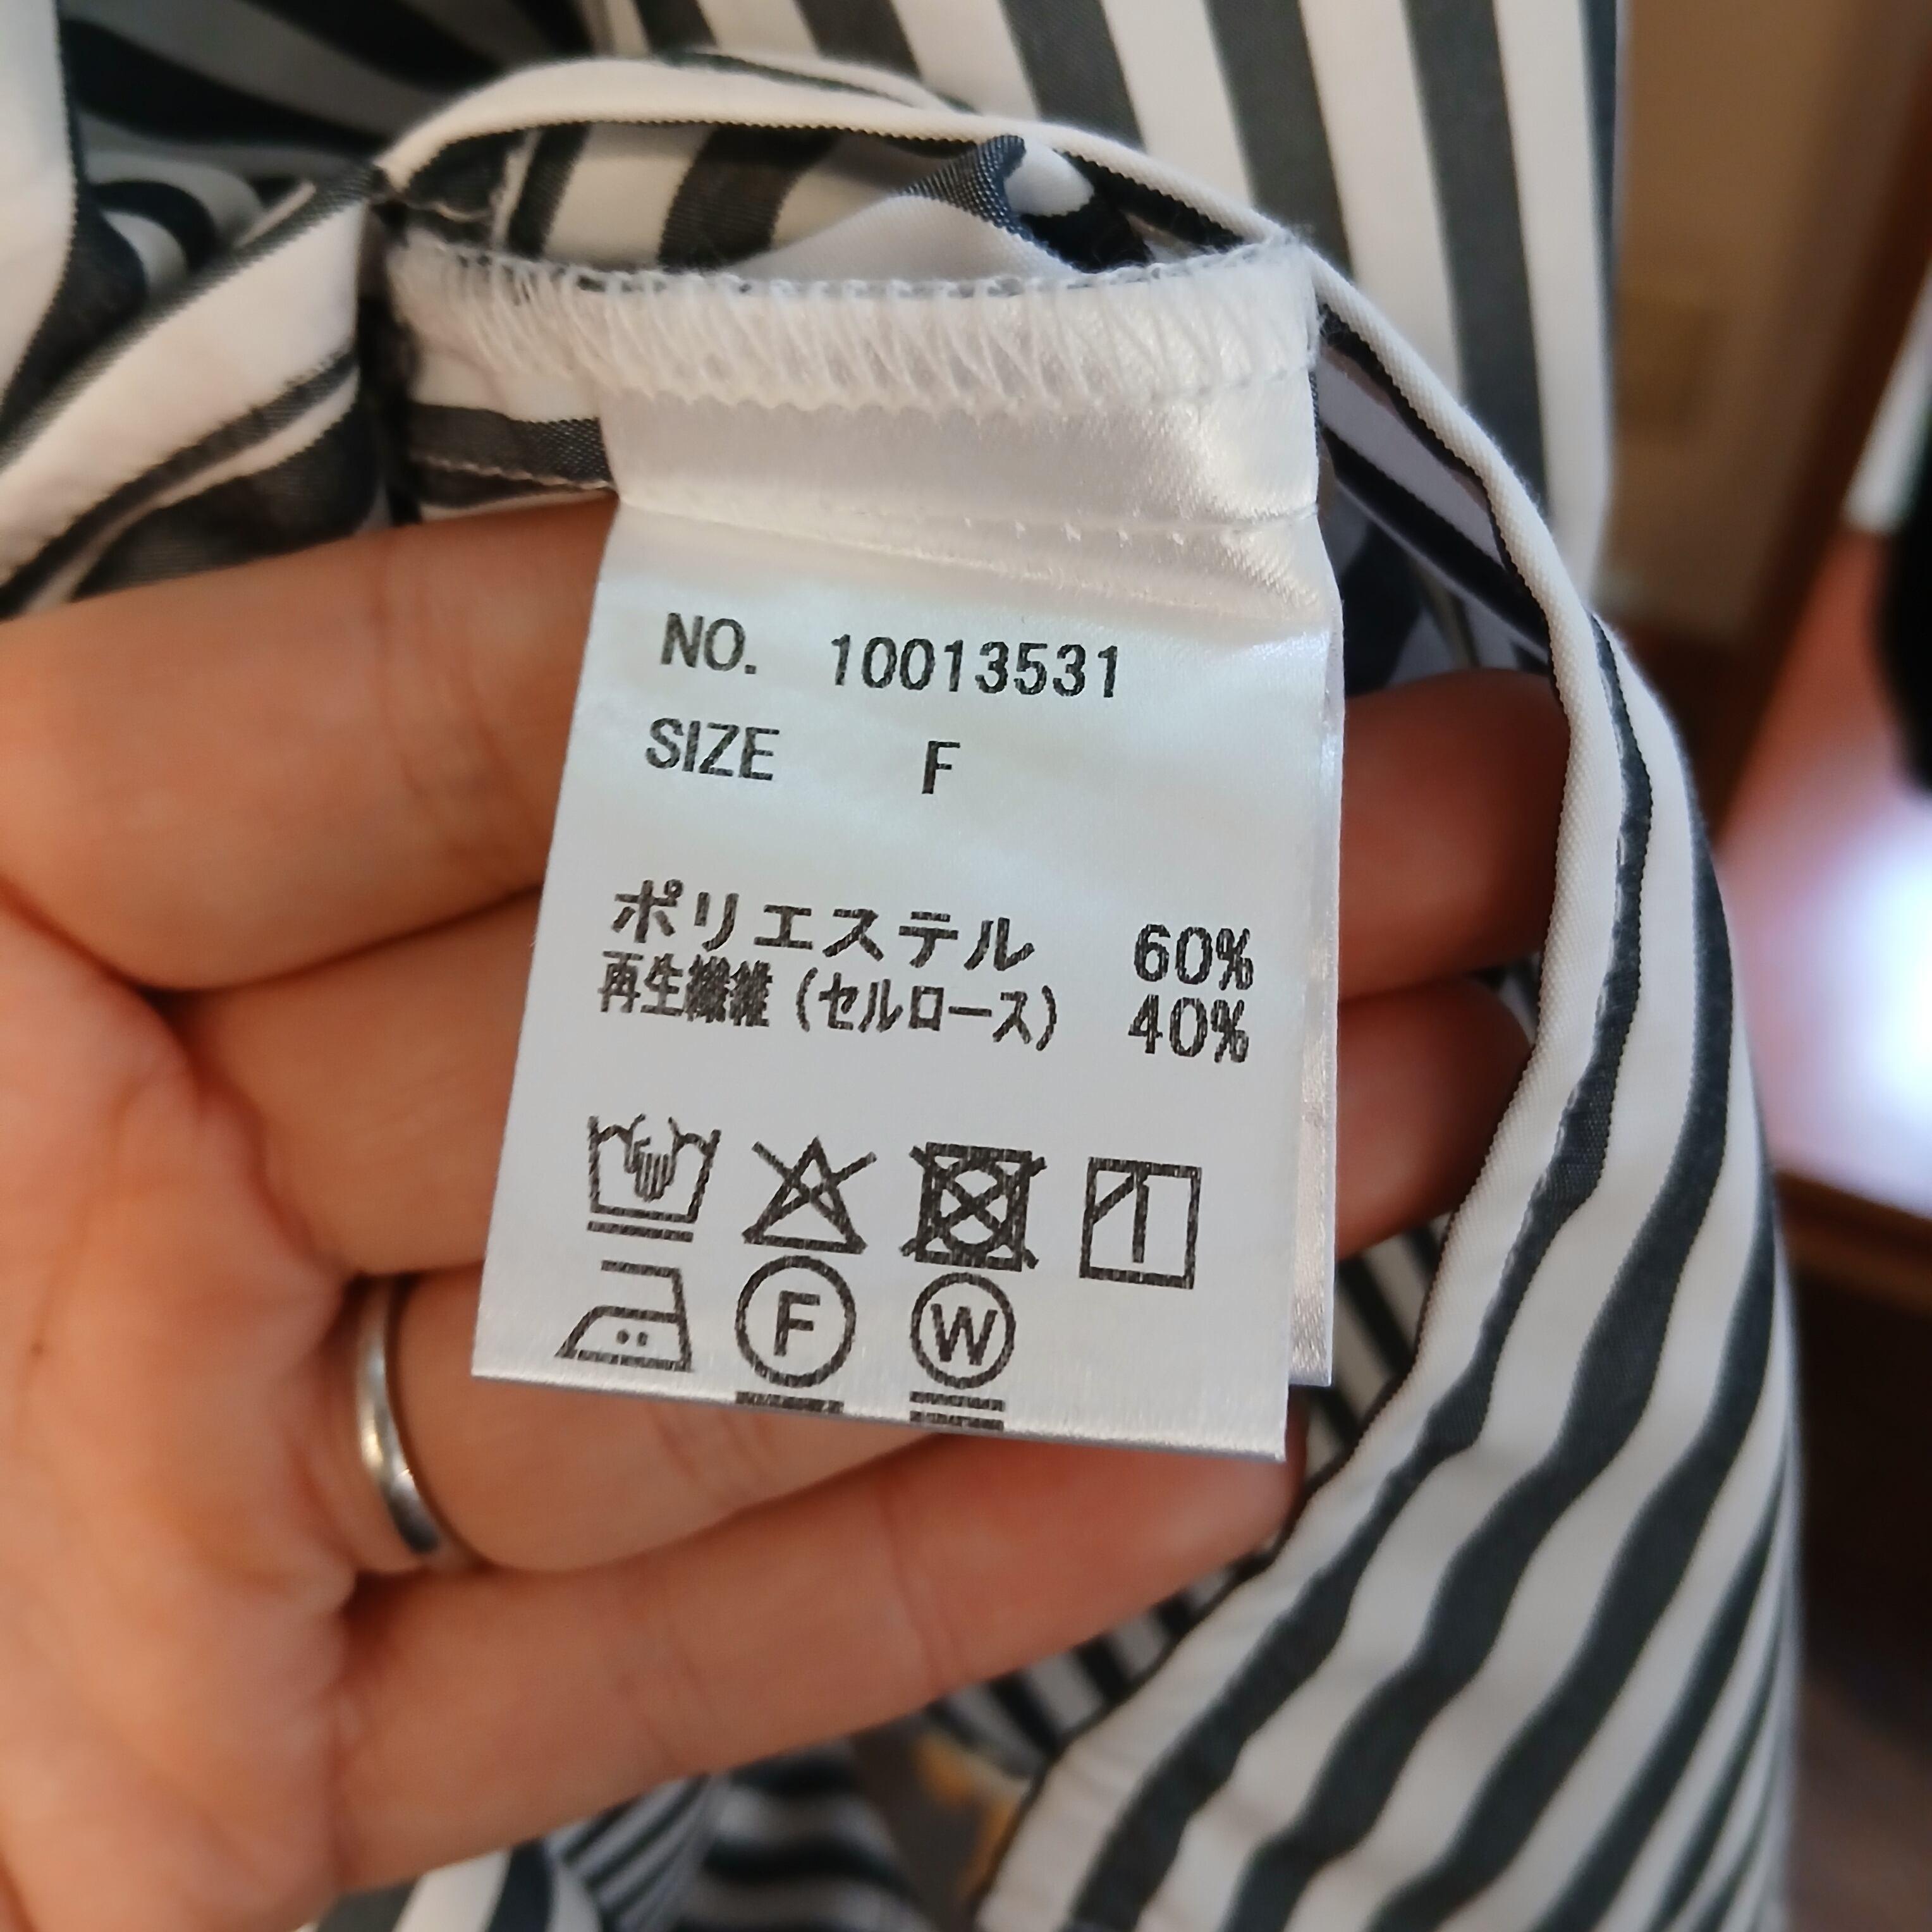 NO. 10013531
SIZE F
ポリエステル 60%
再生繊維(セルロース) 40%
F W